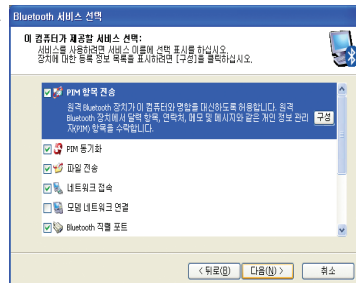 Bluetooth 서비스 선택
이 컴퓨터가 제공할 서비스 선택:
서비스를 사용하려면 서비스 이름에 선택 표시를 하십시오.
장치에 대한 등록 정보 목록을 표시하려면 [구성]을 클릭하십시오.
PIM 항목 전송
원격 Bluetooth 장치가 이 컴퓨터와 명함을 대신하도록 허용합니다. 원격
Bluetooth 장치에서 달력 항목, 연락처, 메모 및 메시지와 같은 개인 정보 관리
자(PIM) 항목을 수락합니다.
구성
PIM 동기화
파일 전송
네트워크 접속
모뎀 네트워크 연결
Bluetooth 직렬 포트
< 뒤로(B)
다음(N) >
취소